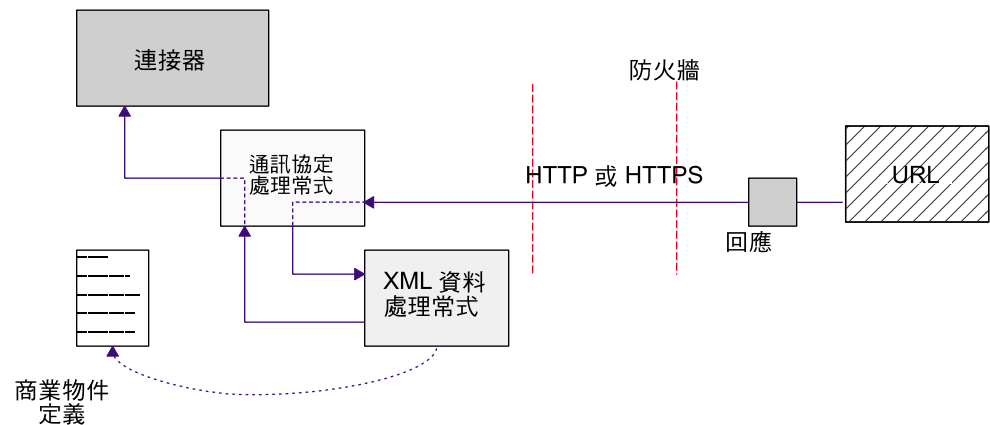 連接器
防火牆
通訊協定
處理常式
HTTP 或 HTTPS
URL
回應
XML 資料
處理常式
商業物件
定義